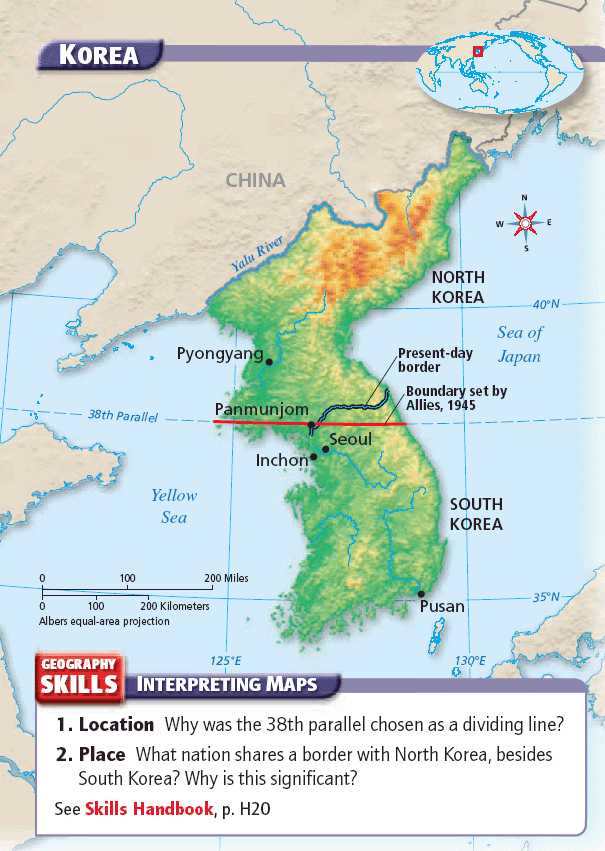 KOREA
CHINA
N
W
E
S
Yalu River
NORTH
KOREA
40°N
Sea of
Japan
Pyongyang
Present-day
border
Boundary set by
Allies, 1945
Panmunjom
38th Parallel
Seoul
Inchon
Yellow
Sea
SOUTH
KOREA
0 100 200 Miles
0 100 200 Kilometers
Albers equal-area projection
35°N
Pusan
125°E
130°E
GEOGRAPHY
SKILLS INTERPRETING MAPS
1. Location Why was the 38th parallel chosen as a dividing line?
2. Place What nation shares a border with North Korea, besides
South Korea? Why is this significant?
See Skills Handbook, p. H20